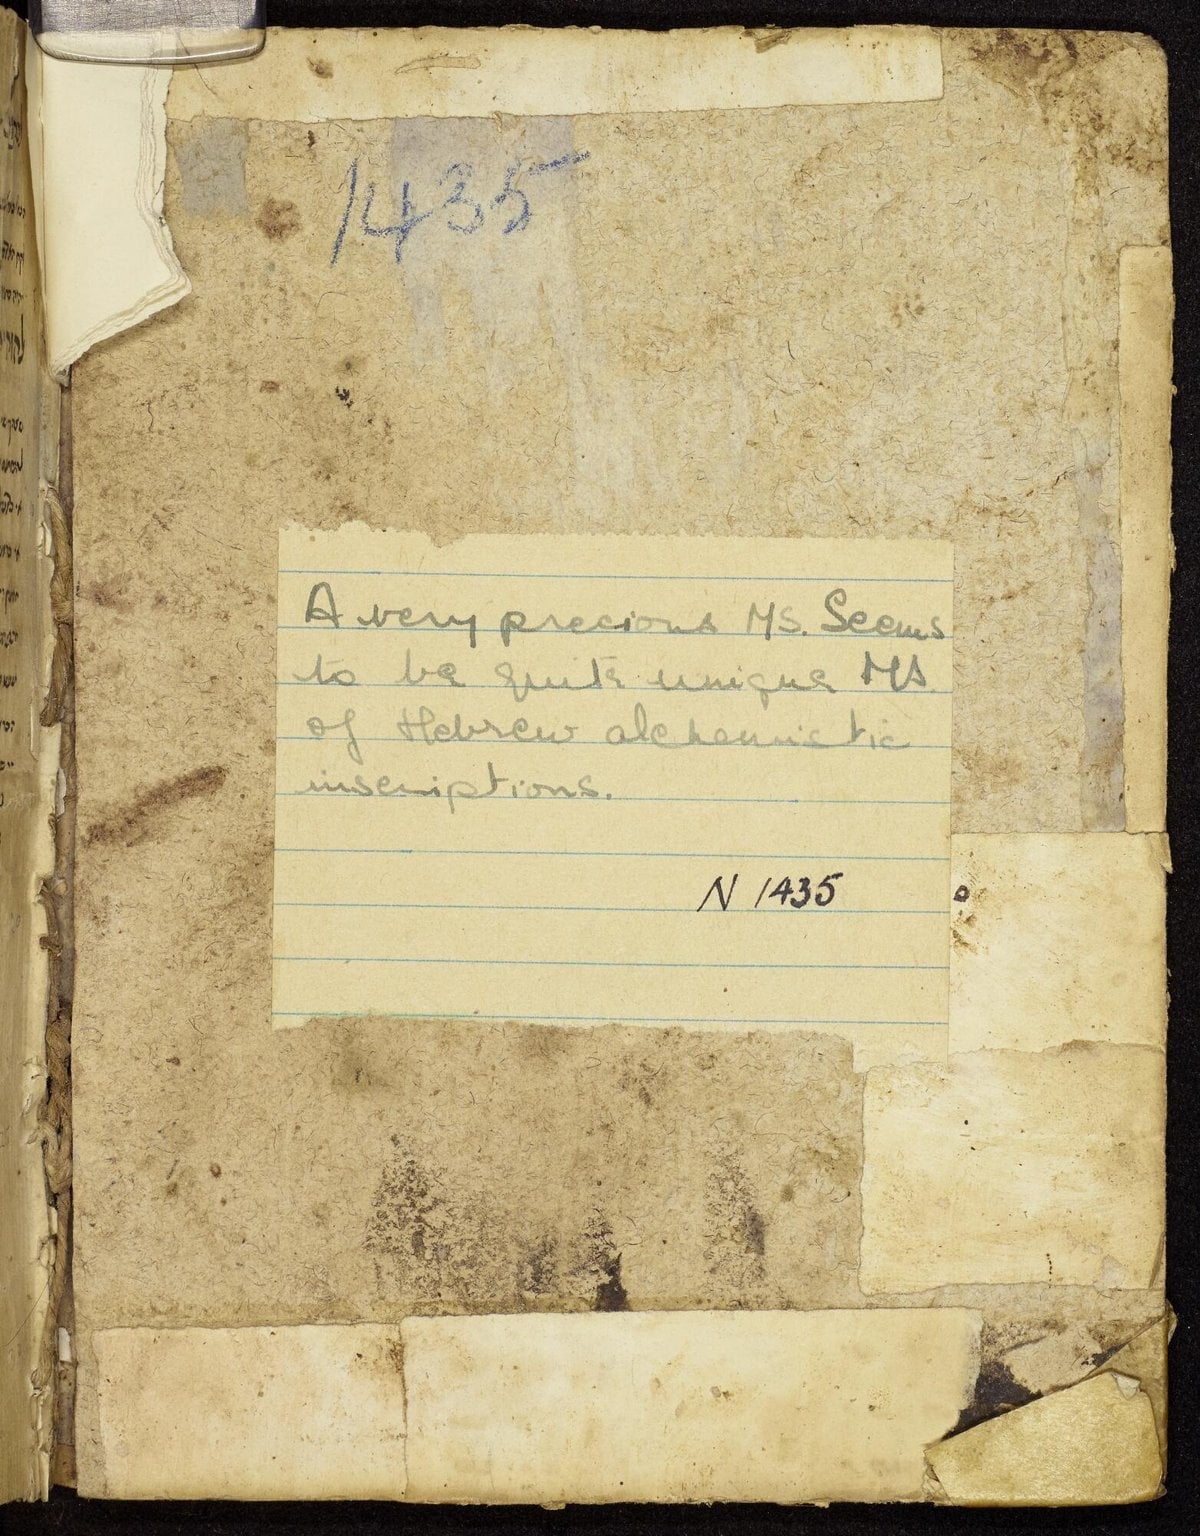 1435
A very precious MS. Seems
to be quite unique MS.
of Hebrew alchemistic
inscriptions.
N 1435